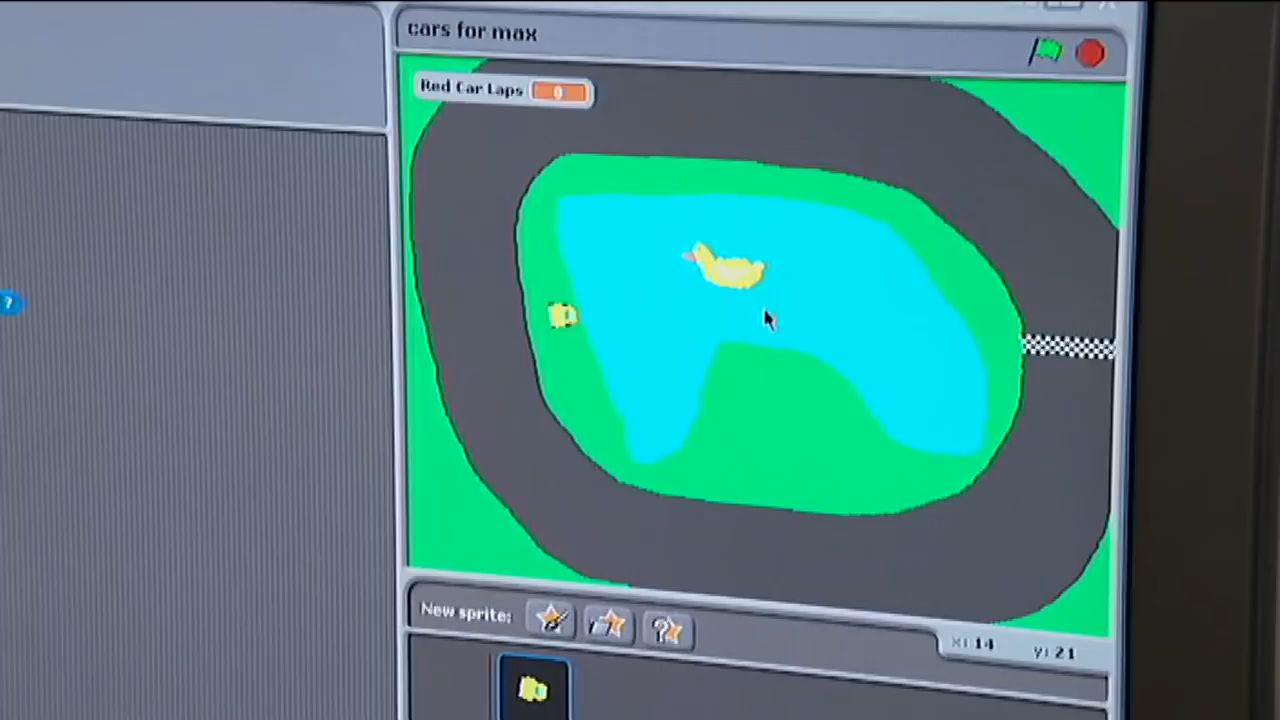 cars for max
Red Car Laps 0
?
New sprite:
x: 14 y: 21